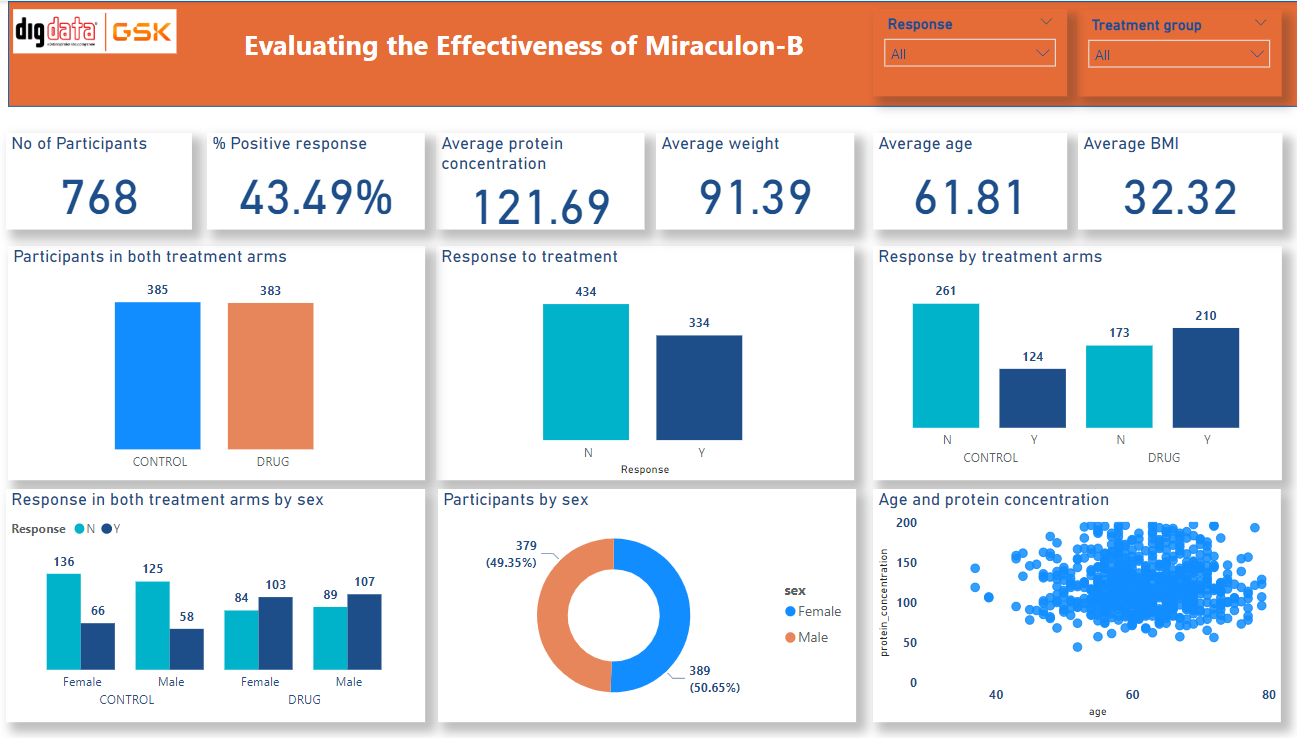 digdata GSK
Evaluating the Effectiveness of Miraculon-B
Response
All
Treatment group
All
No of Participants
768
% Positive response
43.49%
Average protein
concentration
121.69
Average weight
91.39
Average age
61.81
Average BMI
32.32
Participants in both treatment arms
385 383
CONTROL DRUG
Response to treatment
434
334
N Y
Response
Response by treatment arms
261
124
173
210
N Y N Y
CONTROL DRUG
Response in both treatment arms by sex
Response N Y
136 66 125 58 84 103 89 107
Female Male Female Male
CONTROL DRUG
Participants by sex
379
(49.35%)
389
(50.65%)
sex
Female
Male
Age and protein concentration
protein_concentration
200
150
100
50
0
40 60 80
age